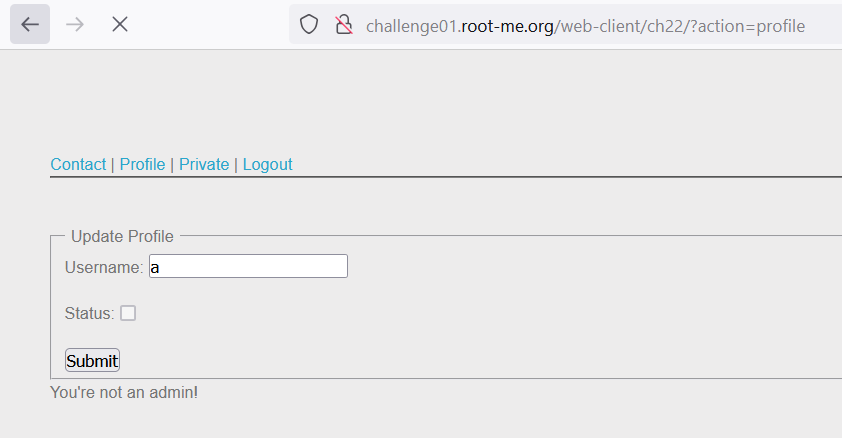 challenge01.root-me.org/web-client/ch22/?action=profile
Contact | Profile | Private | Logout
Update Profile
Username: a
Status:
Submit
You're not an admin!